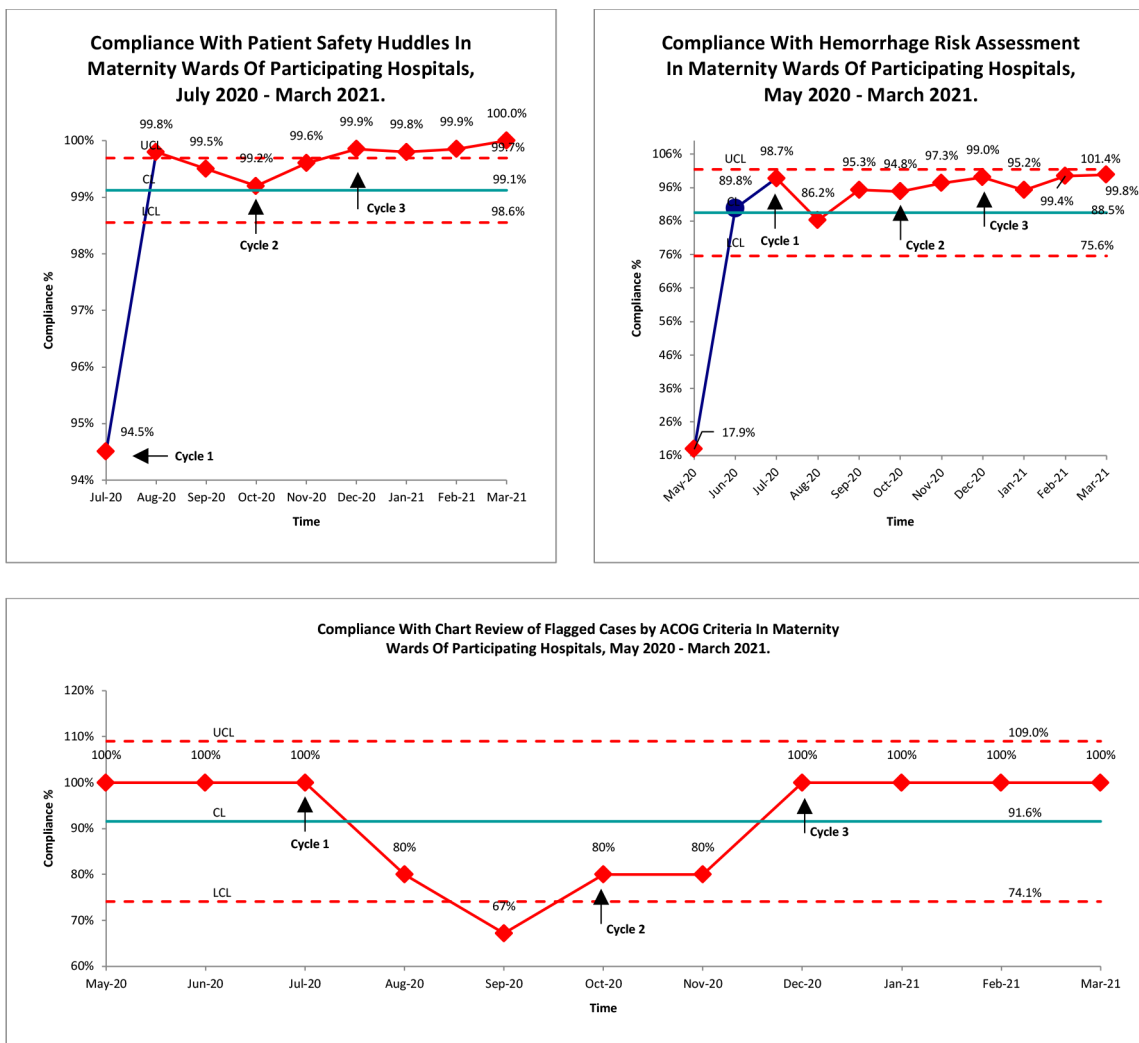 Compliance With Patient Safety Huddles In
Maternity Wards Of Participating Hospitals,
July 2020 - March 2021.
99.8%
99.5%
99.2%
99.6%
99.9%
99.8%
99.9%
100.0%
UCL
99.7%
CL
99.1%
LCL
98.6%
Cycle 3
Cycle 2
94.5%
Cycle 1
100%
99%
98%
97%
96%
95%
94%
Compliance %
Jul-20 Aug-20 Sep-20 Oct-20 Nov-20 Dec-20 Jan-21 Feb-21 Mar-21
Time
Compliance With Hemorrhage Risk Assessment
In Maternity Wards Of Participating Hospitals,
May 2020 - March 2021.
UCL
101.4%
17.9%
89.8%
98.7%
86.2%
95.3%
94.8%
97.3%
99.0%
95.2%
99.4%
99.8%
CL
88.5%
LCL
75.6%
Cycle 1
Cycle 2
Cycle 3
106%
96%
86%
76%
66%
56%
46%
36%
26%
16%
Compliance %
May-20 Jun-20 Jul-20 Aug-20 Sep-20 Oct-20 Nov-20 Dec-20 Jan-21 Feb-21 Mar-21
Time
Compliance With Chart Review of Flagged Cases by ACOG Criteria In Maternity
Wards Of Participating Hospitals, May 2020 - March 2021.
120%
110%
100%
90%
80%
70%
60%
Compliance %
UCL
109.0%
100% 100% 100% 80% 67% 80% 80% 100% 100% 100% 100%
CL
91.6%
LCL
74.1%
Cycle 1
Cycle 2
Cycle 3
May-20 Jun-20 Jul-20 Aug-20 Sep-20 Oct-20 Nov-20 Dec-20 Jan-21 Feb-21 Mar-21
Time